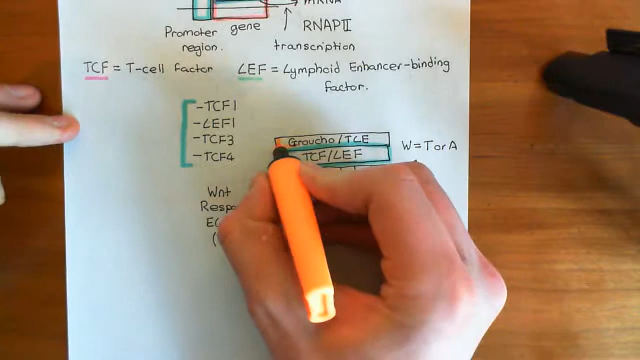 mRNA
Promoter gene RNAPII
region. transcription
TCF = T-cell factor LEF = Lymphoid Enhancer-binding
factor.
-TCF1
-LEF1
-TCF3
-TCF4
Groucho/TLE
TCF/LEF
W = T or A
Wnt